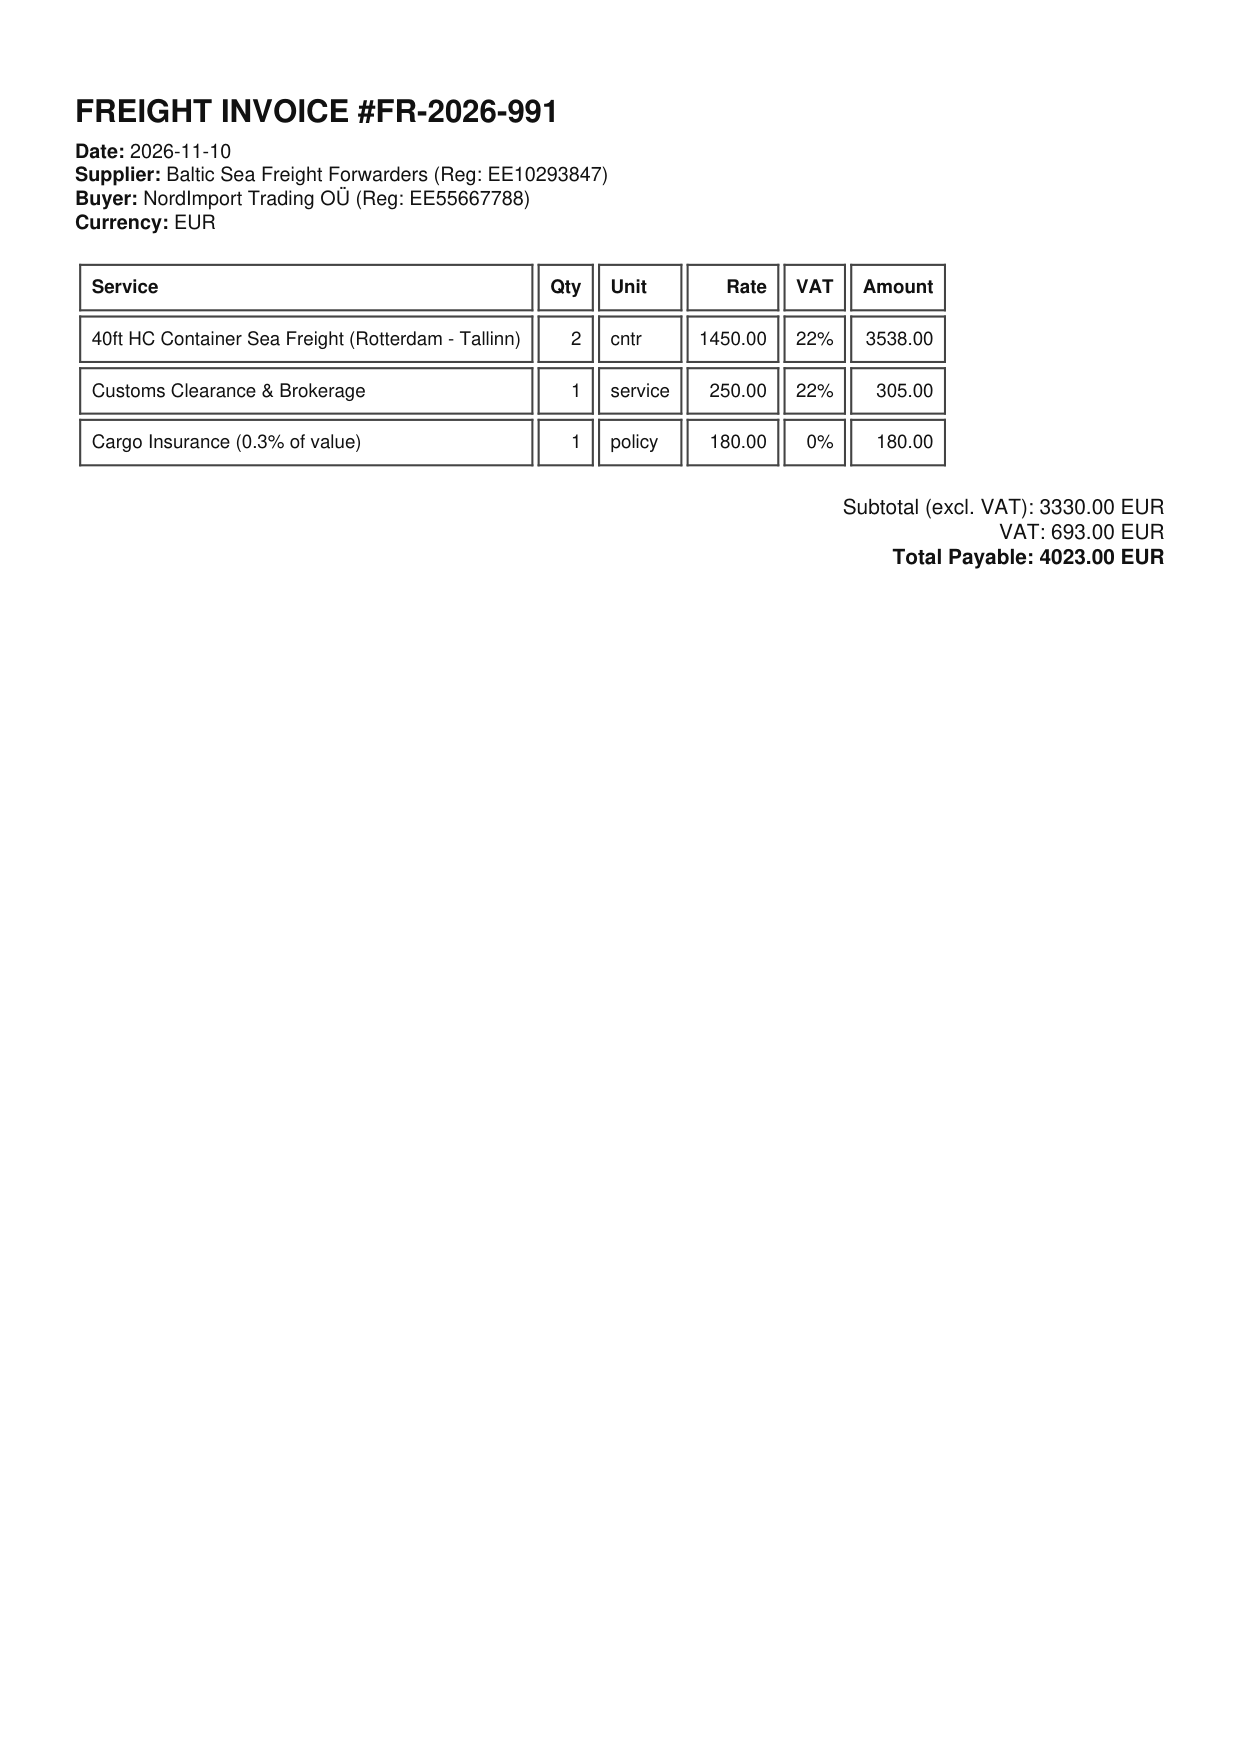 FREIGHT INVOICE #FR-2026-991
Date: 2026-11-10
Supplier: Baltic Sea Freight Forwarders (Reg: EE10293847)
Buyer: NordImport Trading OÜ (Reg: EE55667788)
Currency: EUR
Service Qty Unit Rate VAT Amount
40ft HC Container Sea Freight (Rotterdam - Tallinn) 2 cntr 1450.00 22% 3538.00
Customs Clearance & Brokerage 1 service 250.00 22% 305.00
Cargo Insurance (0.3% of value) 1 policy 180.00 0% 180.00
Subtotal (excl. VAT): 3330.00 EUR
VAT: 693.00 EUR
Total Payable: 4023.00 EUR